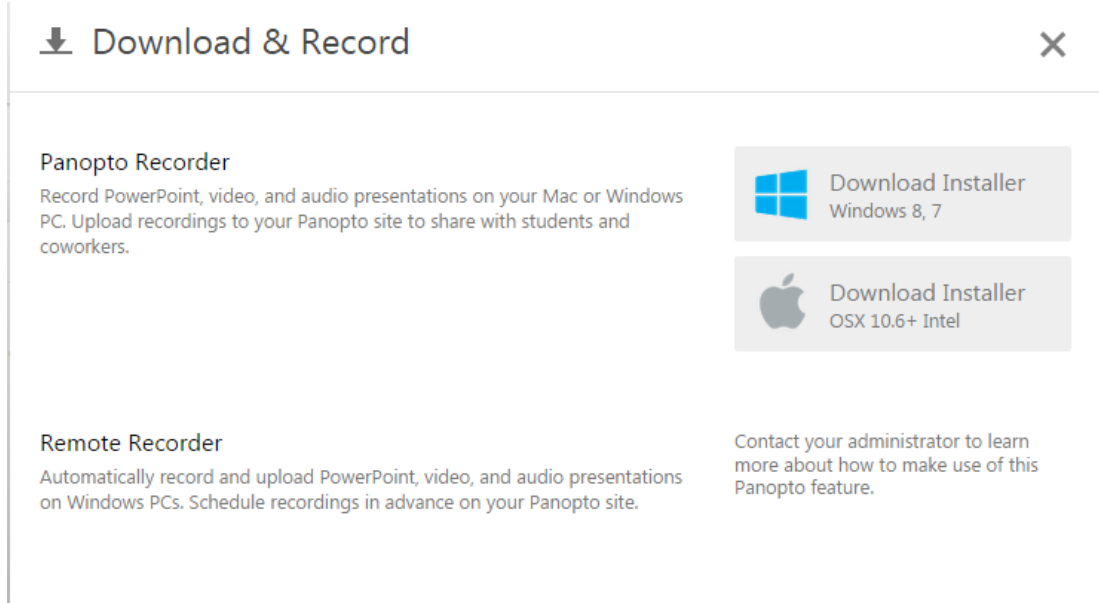 Download & Record
Panopto Recorder
Record PowerPoint, video, and audio presentations on your Mac or Windows
PC. Upload recordings to your Panopto site to share with students and
coworkers.
Download Installer
Windows 8, 7
Download Installer
OSX 10.6+ Intel
Remote Recorder
Automatically record and upload PowerPoint, video, and audio presentations
on Windows PCs. Schedule recordings in advance on your Panopto site.
Contact your administrator to learn
more about how to make use of this
Panopto feature.